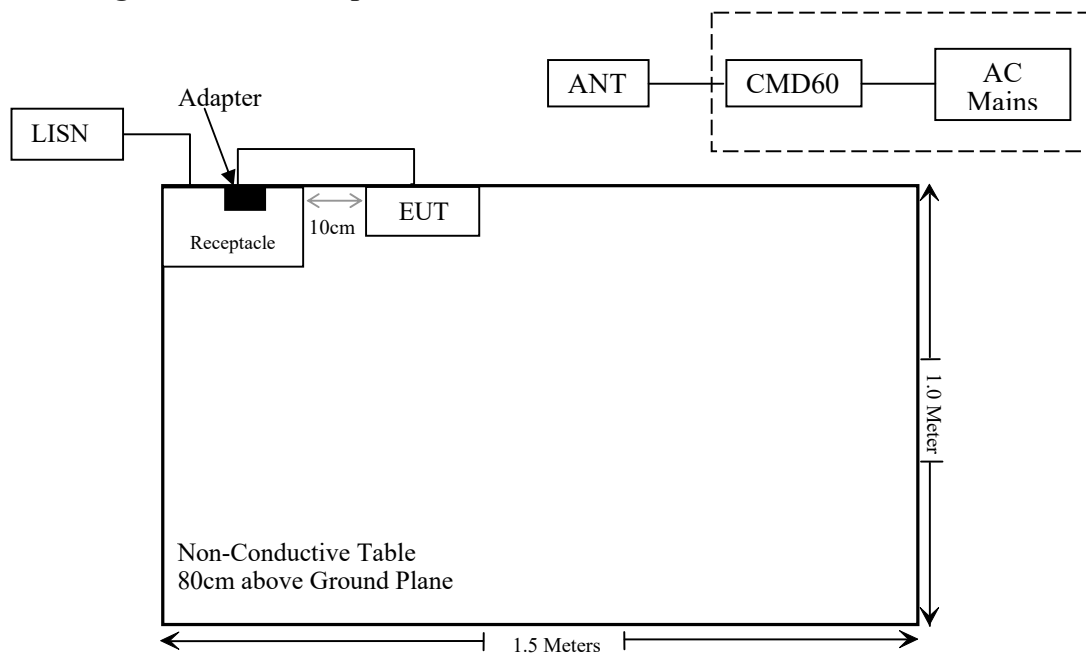 ANT
CMD60
AC
Mains
Adapter
LISN
EUT
10cm
Receptacle
1.0 Meter
Non-Conductive Table
80cm above Ground Plane
1.5 Meters